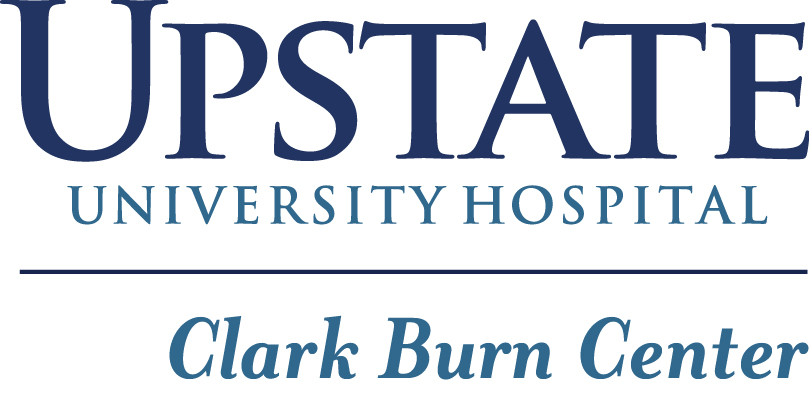 UPSTATE
UNIVERSITY HOSPITAL
Clark Burn Center